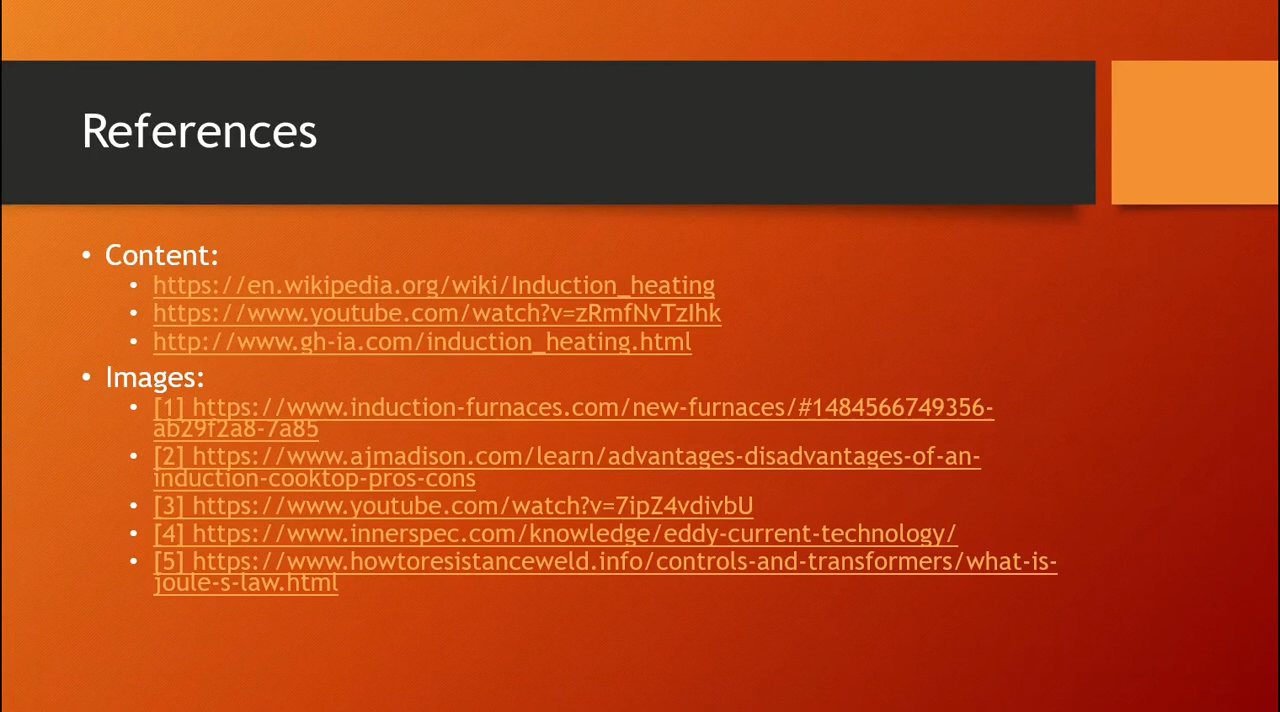 References
• Content:
• https://en.wikipedia.org/wiki/Induction_heating
• https://www.youtube.com/watch?v=zRmfNvTzIhk
• http://www.gh-ia.com/induction_heating.html
• Images:
• [1] https://www.induction-furnaces.com/new-furnaces/#1484566749356-
ab29f2a8-7a85
• [2] https://www.ajmadison.com/learn/advantages-disadvantages-of-an-
induction-cooktop-pros-cons
• [3] https://www.youtube.com/watch?v=7ipZ4vdivbU
• [4] https://www.innerspec.com/knowledge/eddy-current-technology/
• [5] https://www.howtoresistanceweld.info/controls-and-transformers/what-is-
joule-s-law.html